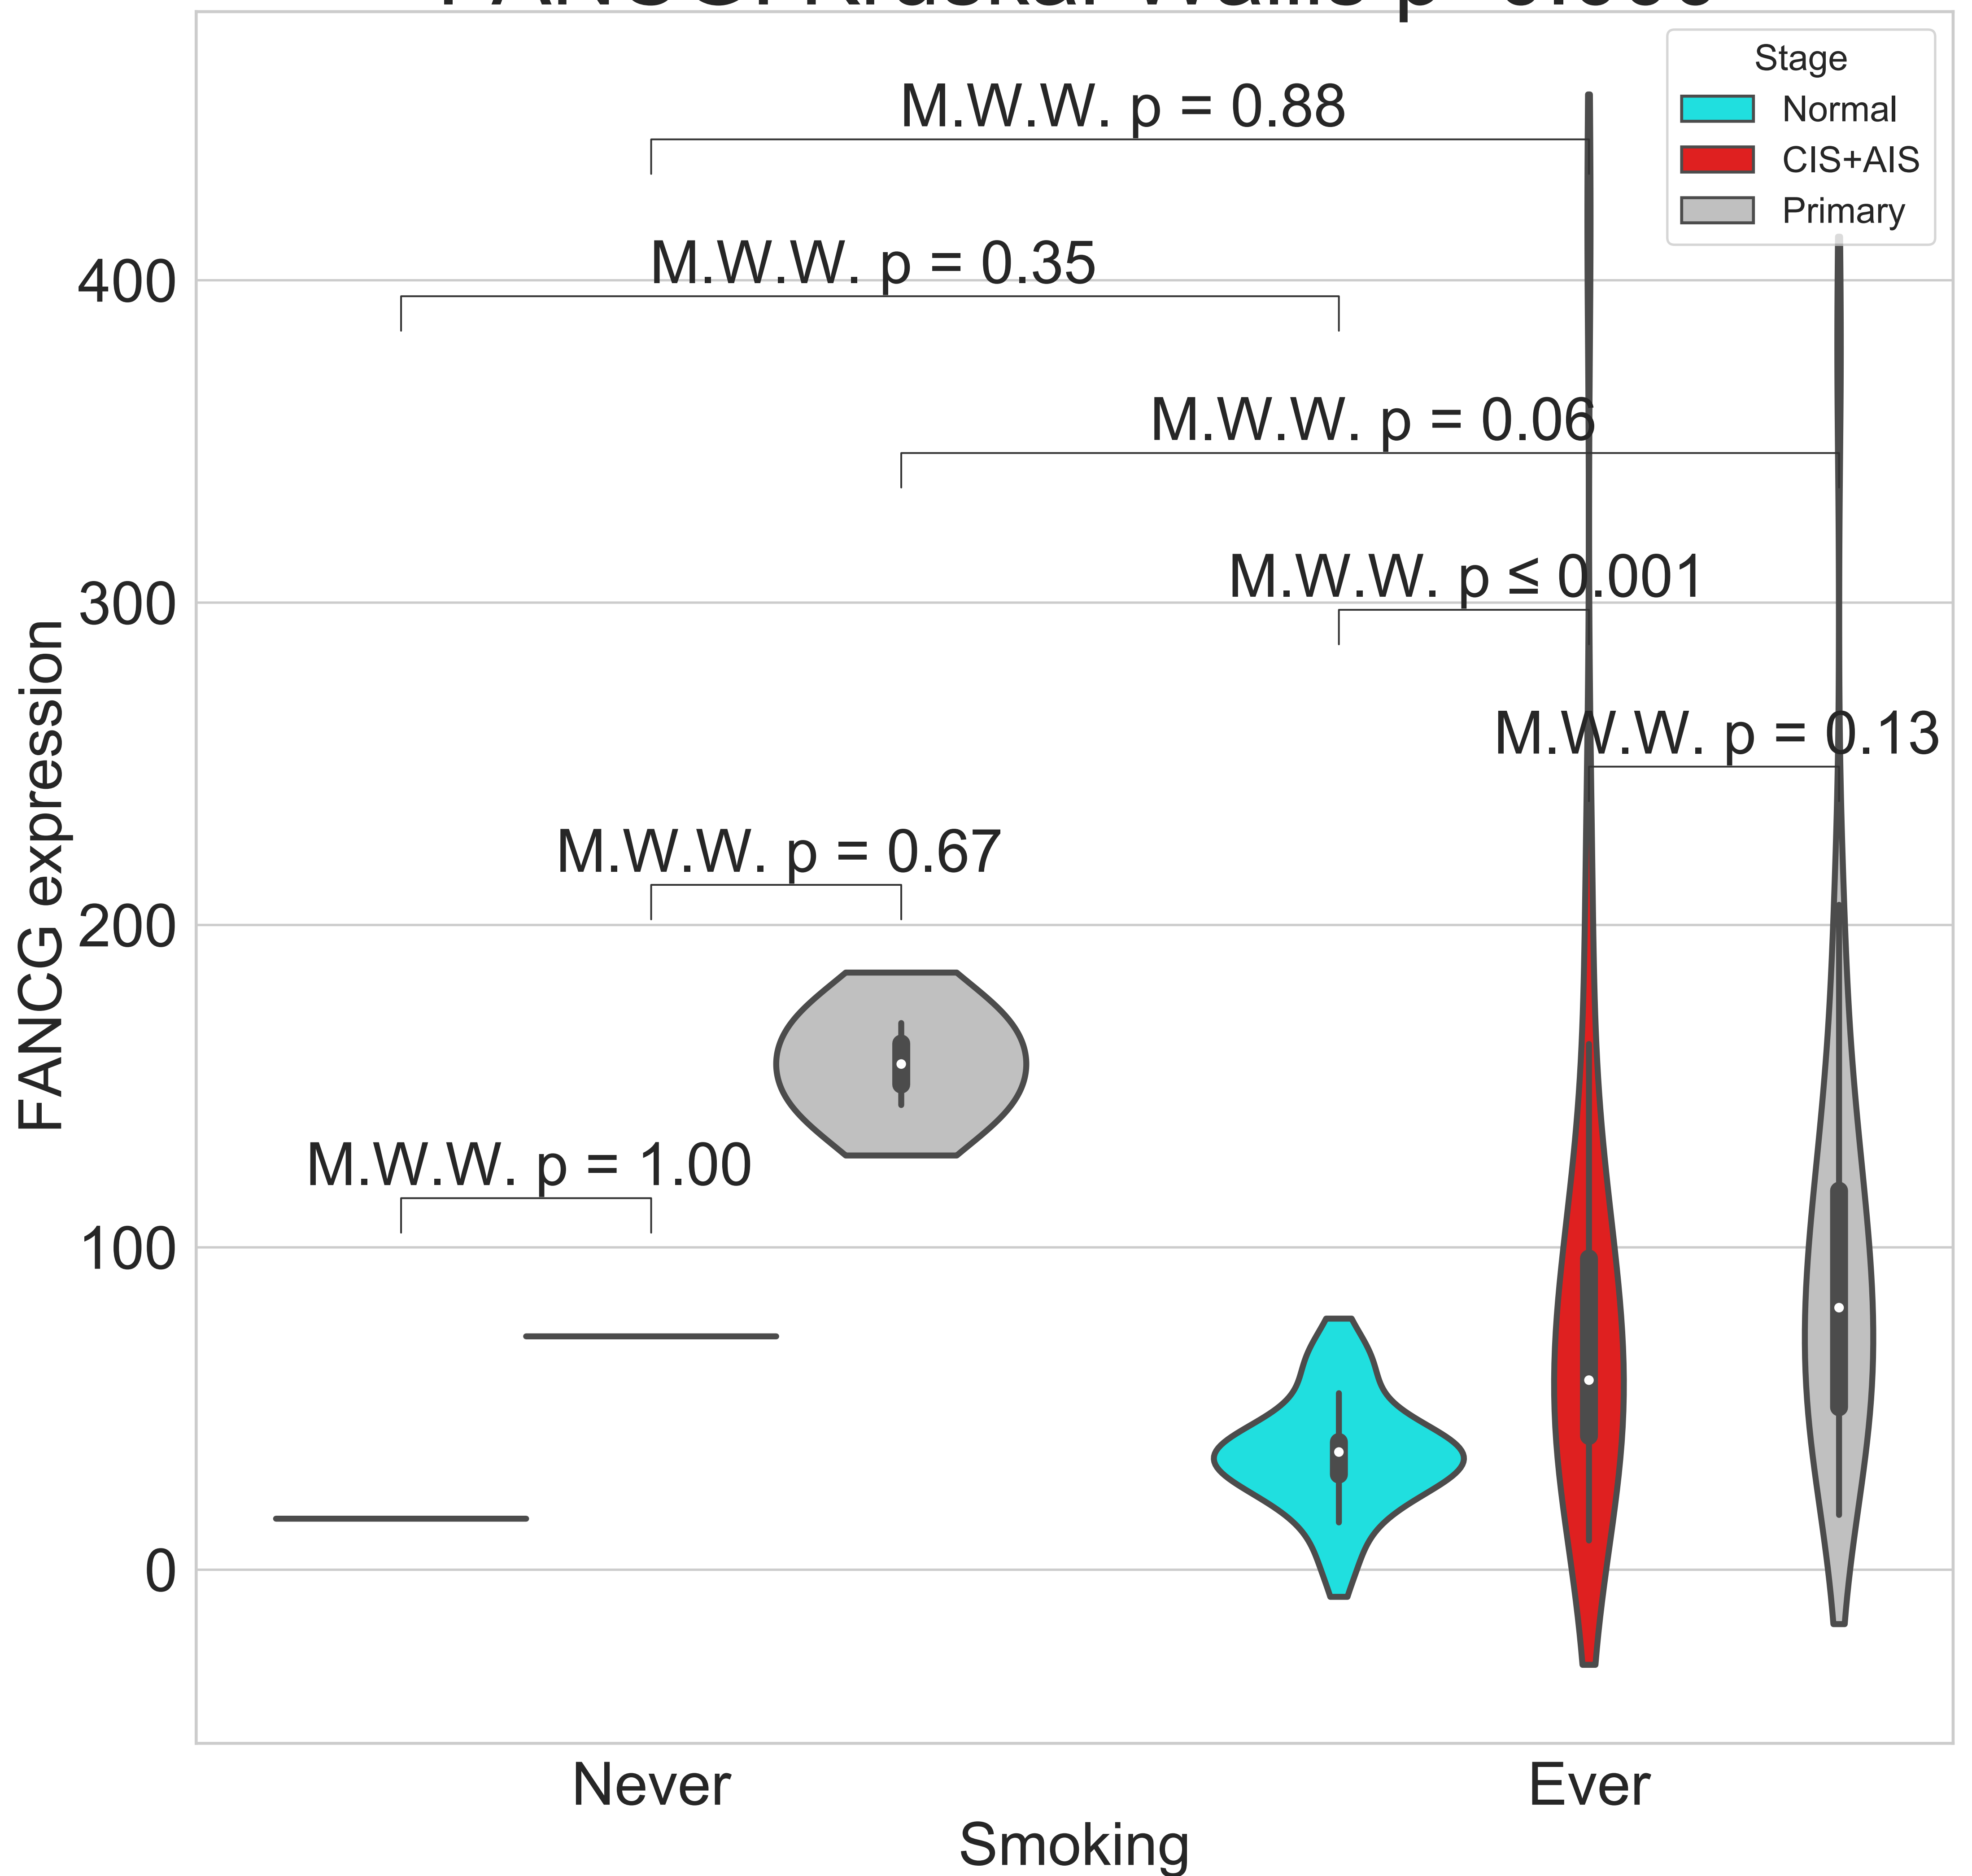 Stage
Normal
CIS+AIS
Primary
M.W.W. p = 0.88
M.W.W. p = 0.35
M.W.W. p = 0.06
M.W.W. p ≤ 0.001
M.W.W. p = 0.13
M.W.W. p = 0.67
M.W.W. p = 1.00
400
300
200
100
0
FANCG expression
Never
Ever
Smoking